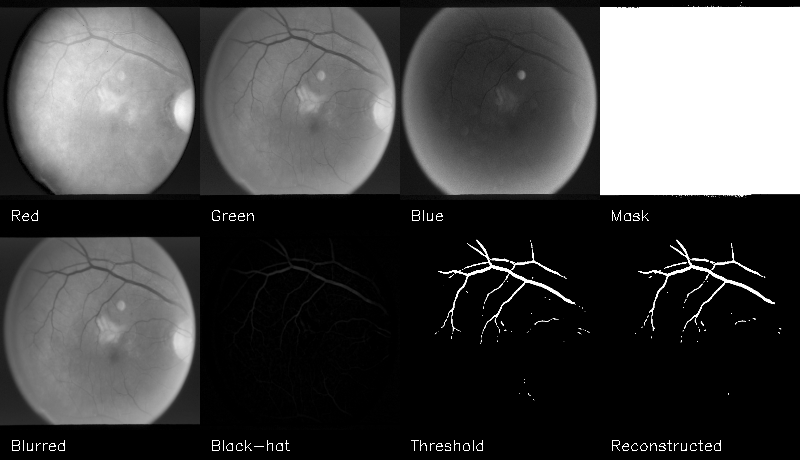 Red
Green
Blue
Mask
Blurred
Black-hat
Threshold
Reconstructed